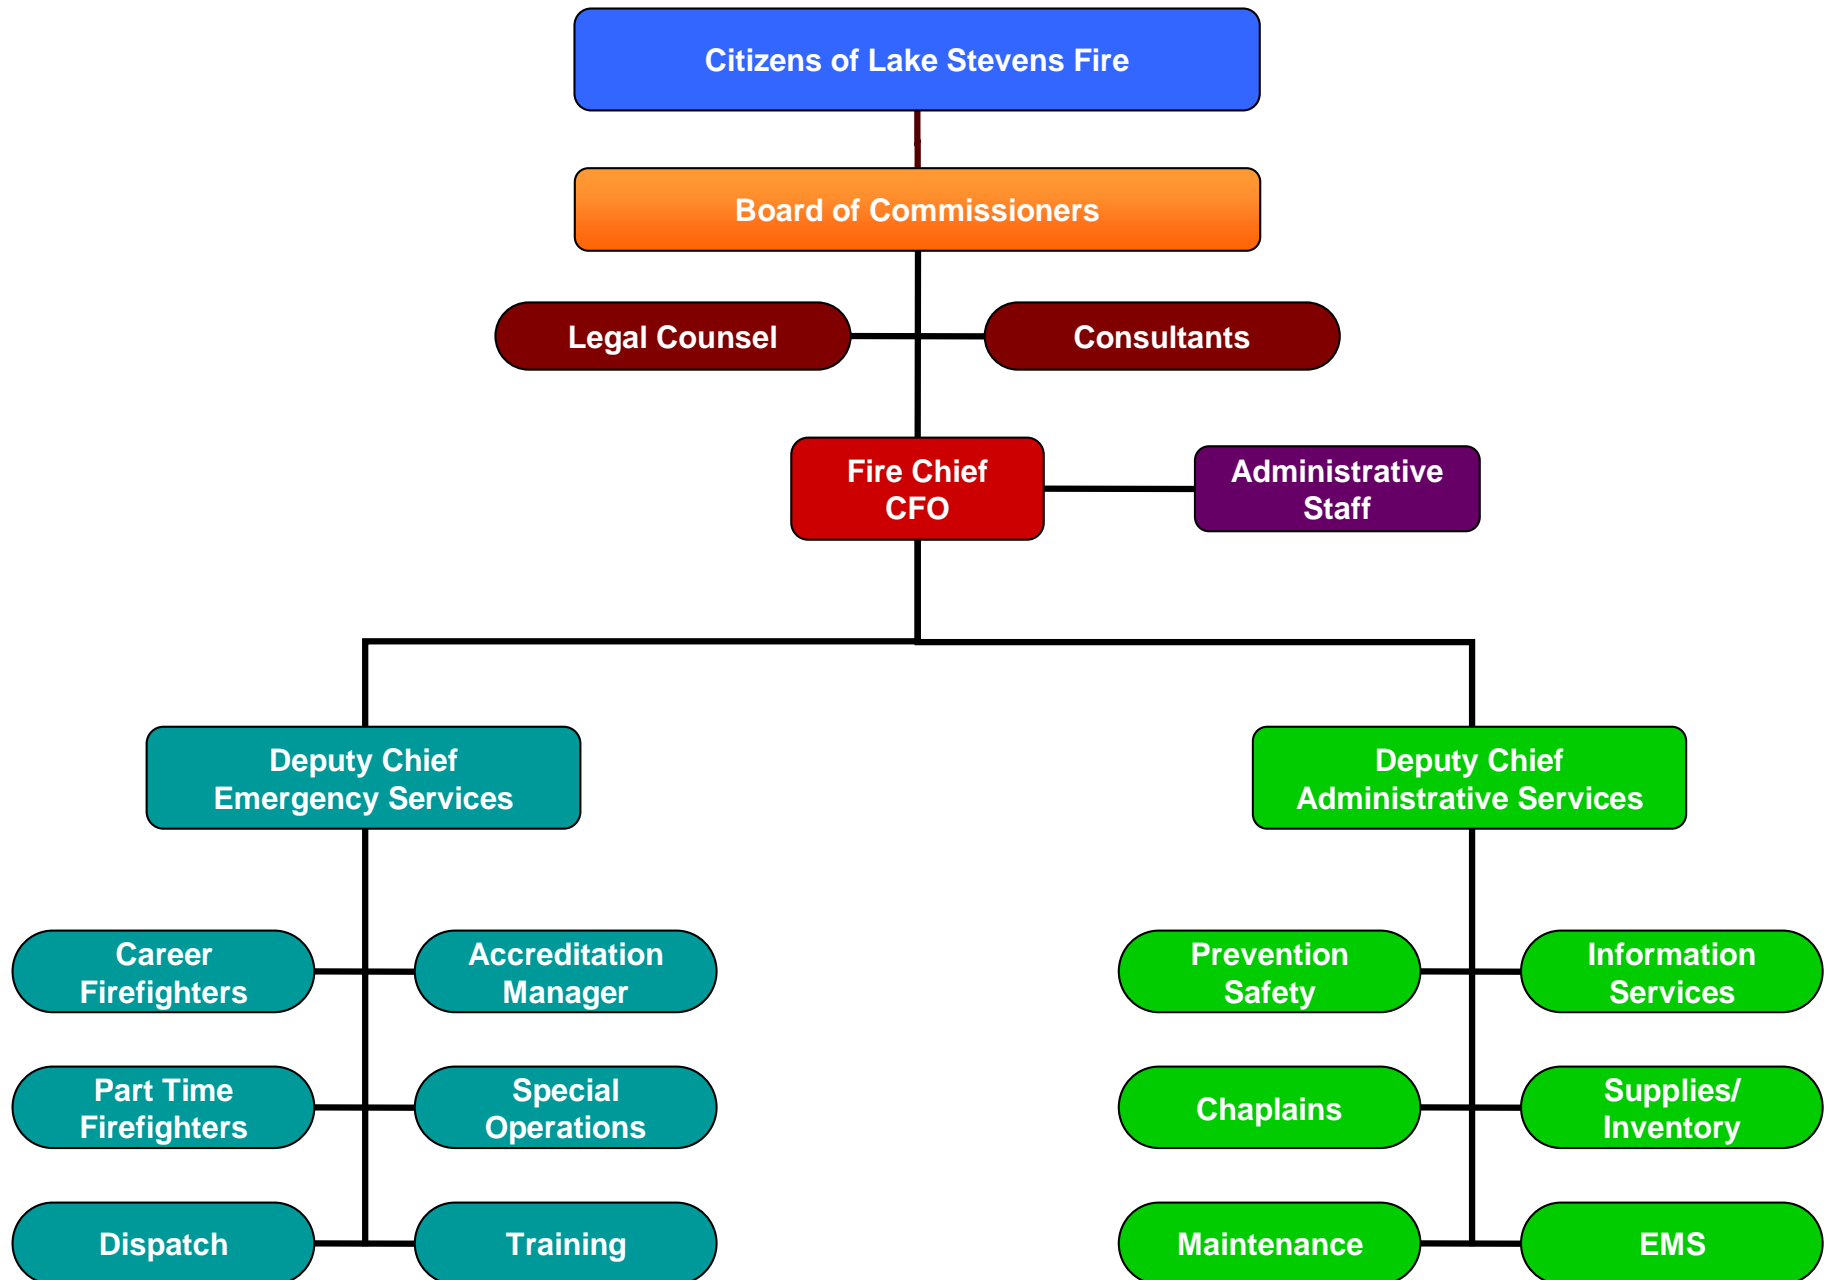 Citizens of Lake Stevens Fire
Board of Commissioners
Legal Counsel
Consultants
Fire Chief
CFO
Administrative
Staff
Deputy Chief
Emergency Services
Deputy Chief
Administrative Services
Career
Firefighters
Accreditation
Manager
Prevention
Safety
Information
Services
Part Time
Firefighters
Special
Operations
Chaplains
Supplies/
Inventory
Dispatch
Training
Maintenance
EMS